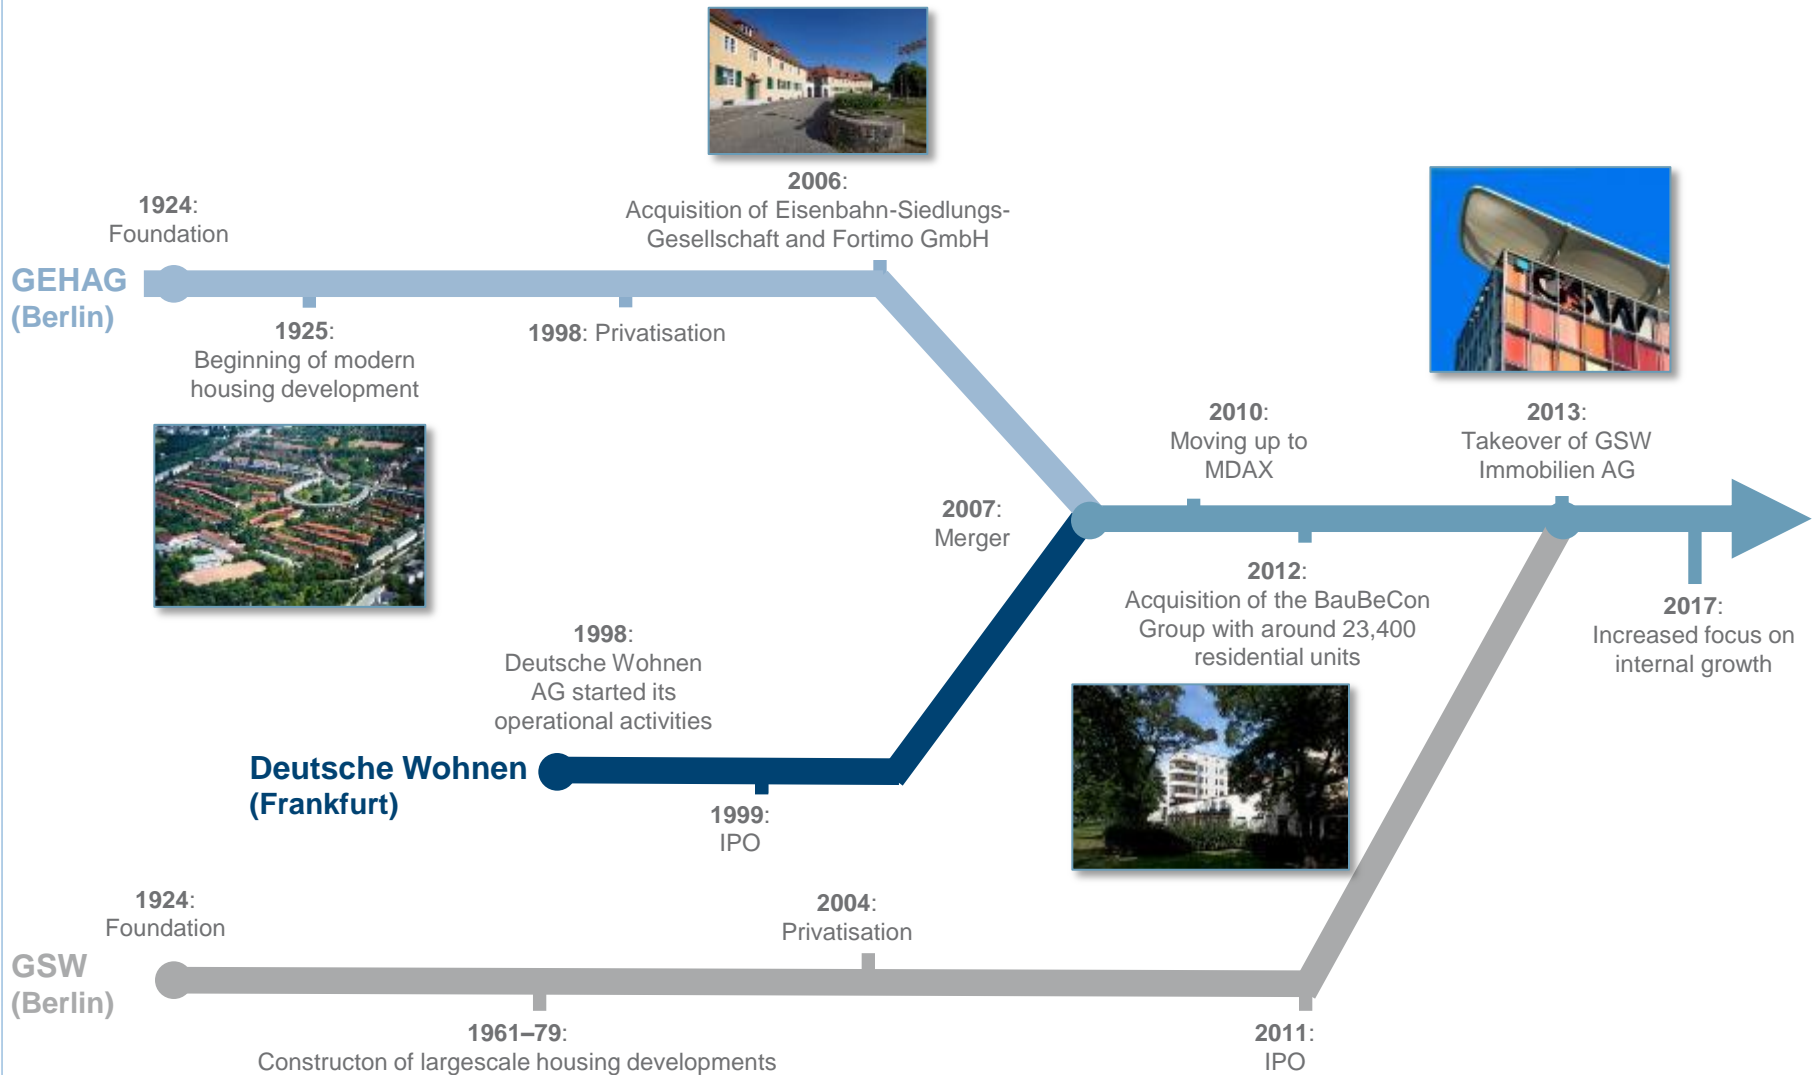 2006:
Acquisition of Eisenbahn-Siedlungs-
Gesellschaft and Fortimo GmbH
1924:
Foundation
GEHAG
(Berlin)
1925:
Beginning of modern
housing development
1998: Privatisation
GSW
2010:
Moving up to
MDAX
2013:
Takeover of GSW
Immobilien AG
2007:
Merger
2012:
Acquisition of the BauBeCon
Group with around 23,400
residential units
2017:
Increased focus on
internal growth
1998:
Deutsche Wohnen
AG started its
operational activities
Deutsche Wohnen
(Frankfurt)
1999:
IPO
1924:
Foundation
2004:
Privatisation
GSW
(Berlin)
1961–79:
Constructon of largescale housing developments
2011:
IPO